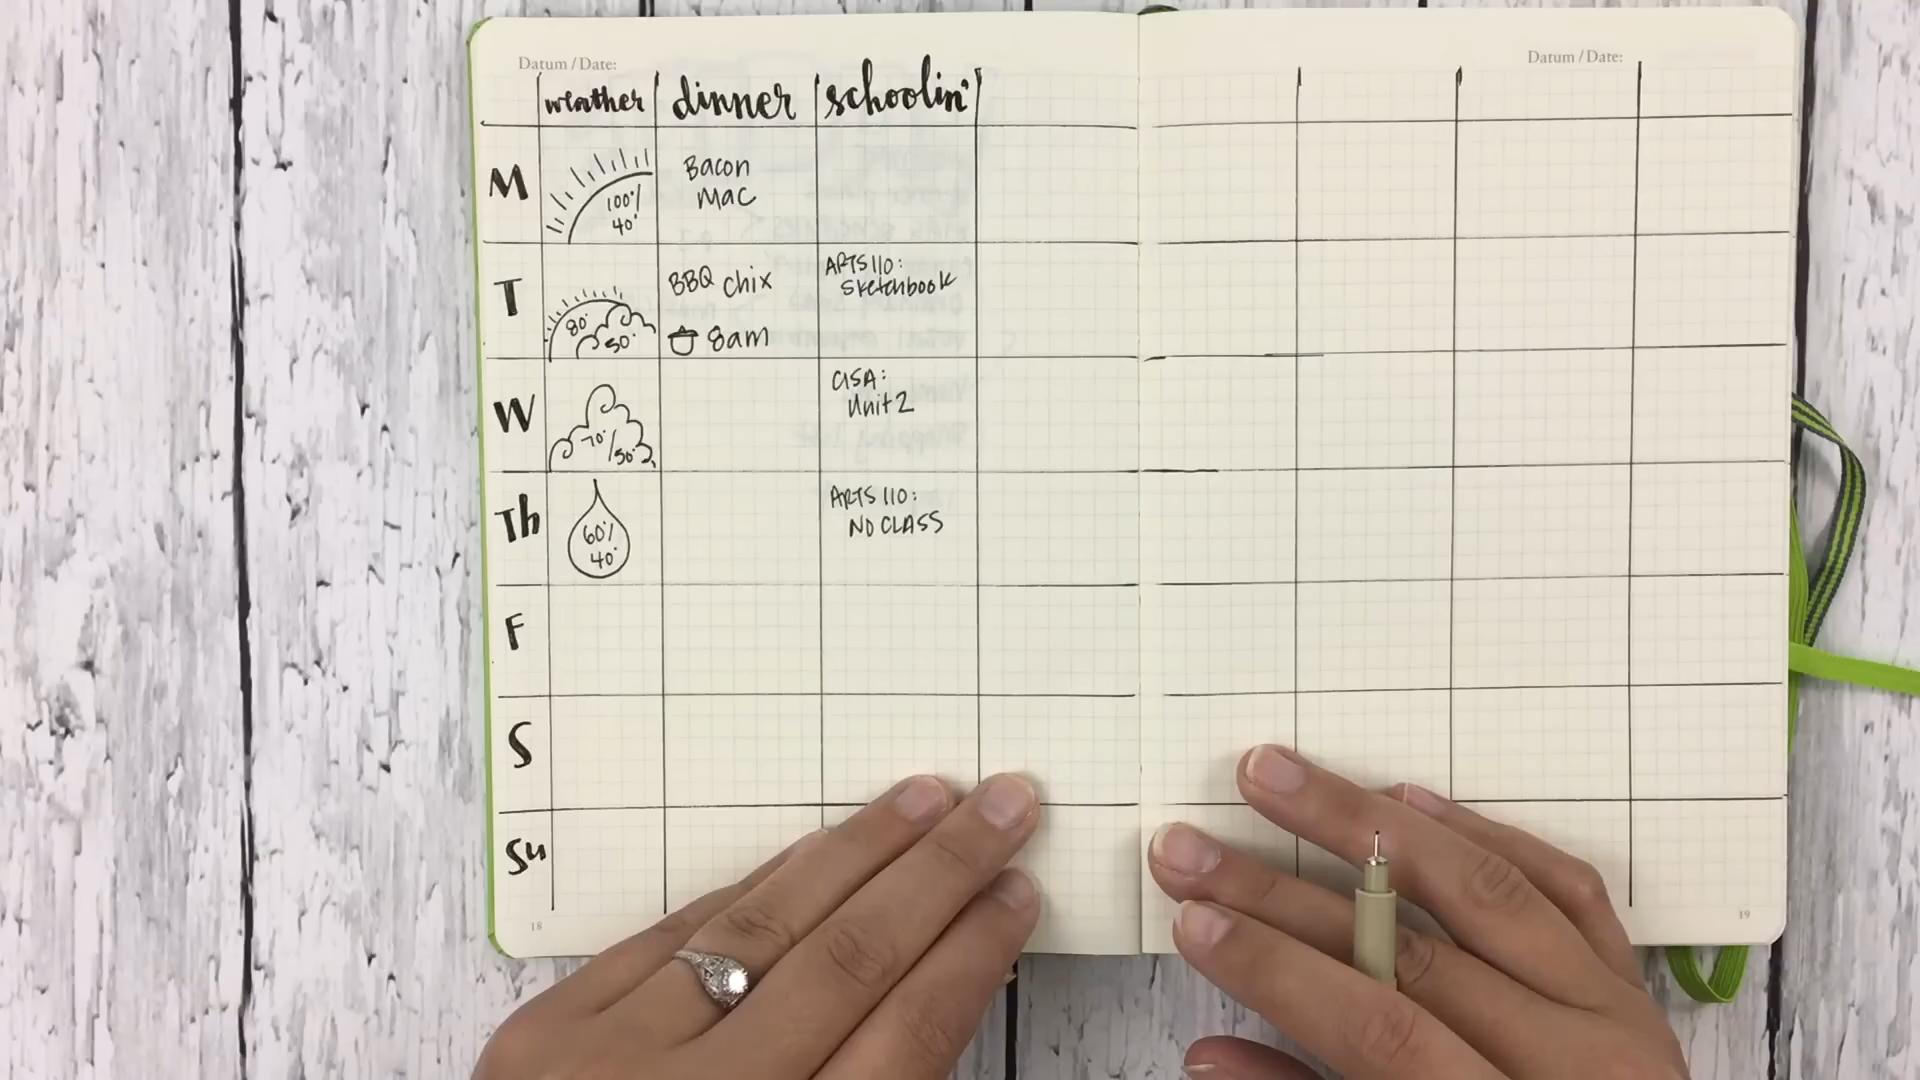 Datum / Date:
Datum / Date:
weather dinner schoolin'
M
100°/
40°
Bacon
Mac
T
80°
50°
BBQ chix
8am
ARTS 110:
Sketchbook
W
70°/50°
Unit 2
Th
60°/
40°
ARTS 110:
NO CLASS
F
S
Su
18
19